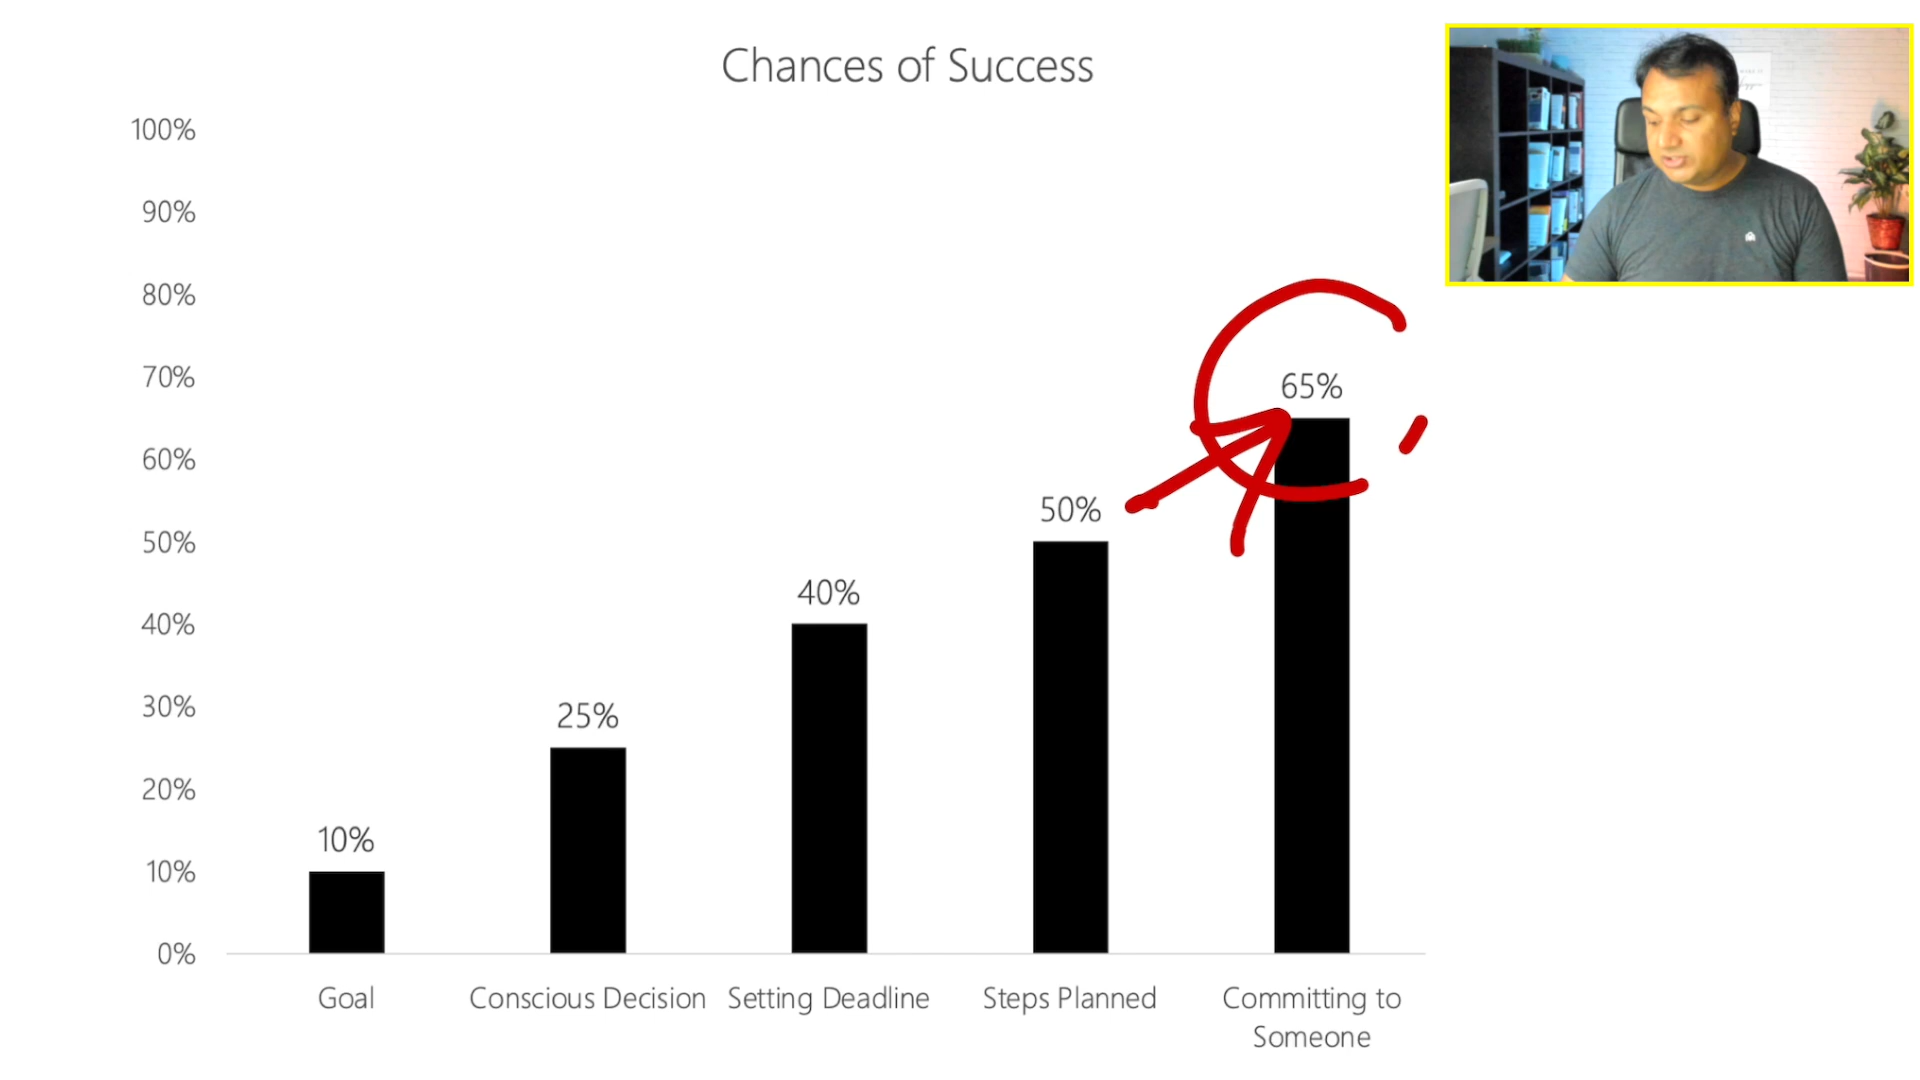 Chances of Success
100%
90%
80%
70%
60%
50%
40%
30%
20%
10%
0%
10%
25%
40%
50%
65%
Goal
Conscious Decision
Setting Deadline
Steps Planned
Committing to
Someone